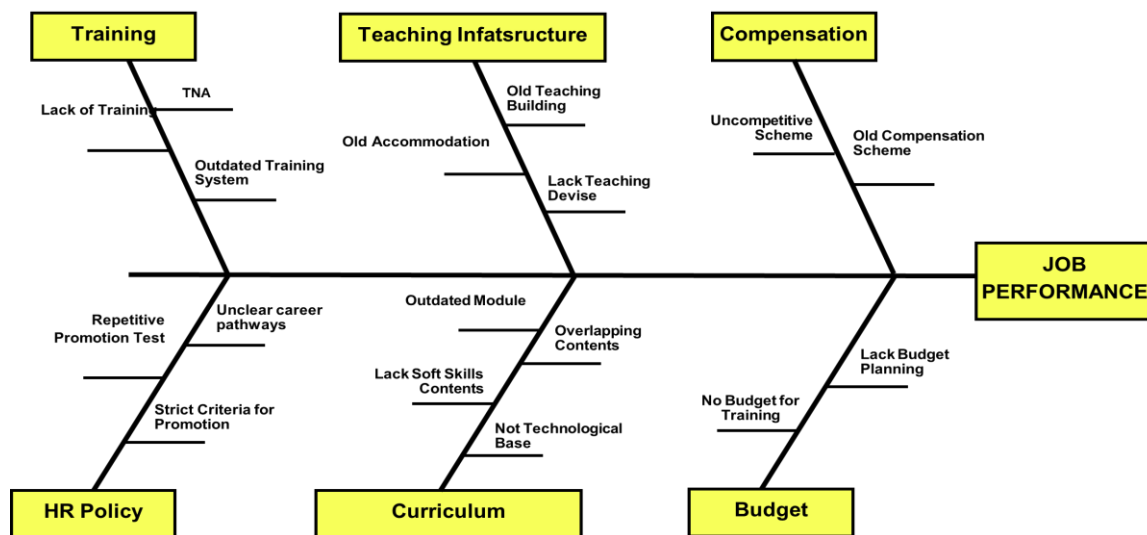 Training
Teaching Infatsructure
Compensation
TNA
Lack of Training
Outdated Training
System
Old Teaching
Building
Old Accommodation
Lack Teaching
Devise
Uncompetitive
Scheme
Old Compensation
Scheme
JOB
PERFORMANCE
Unclear career
pathways
Repetitive
Promotion Test
Strict Criteria for
Promotion
Outdated Module
Overlapping
Contents
Lack Soft Skills
Contents
Not Technological
Base
Lack Budget
Planning
No Budget for
Training
HR Policy
Curriculum
Budget